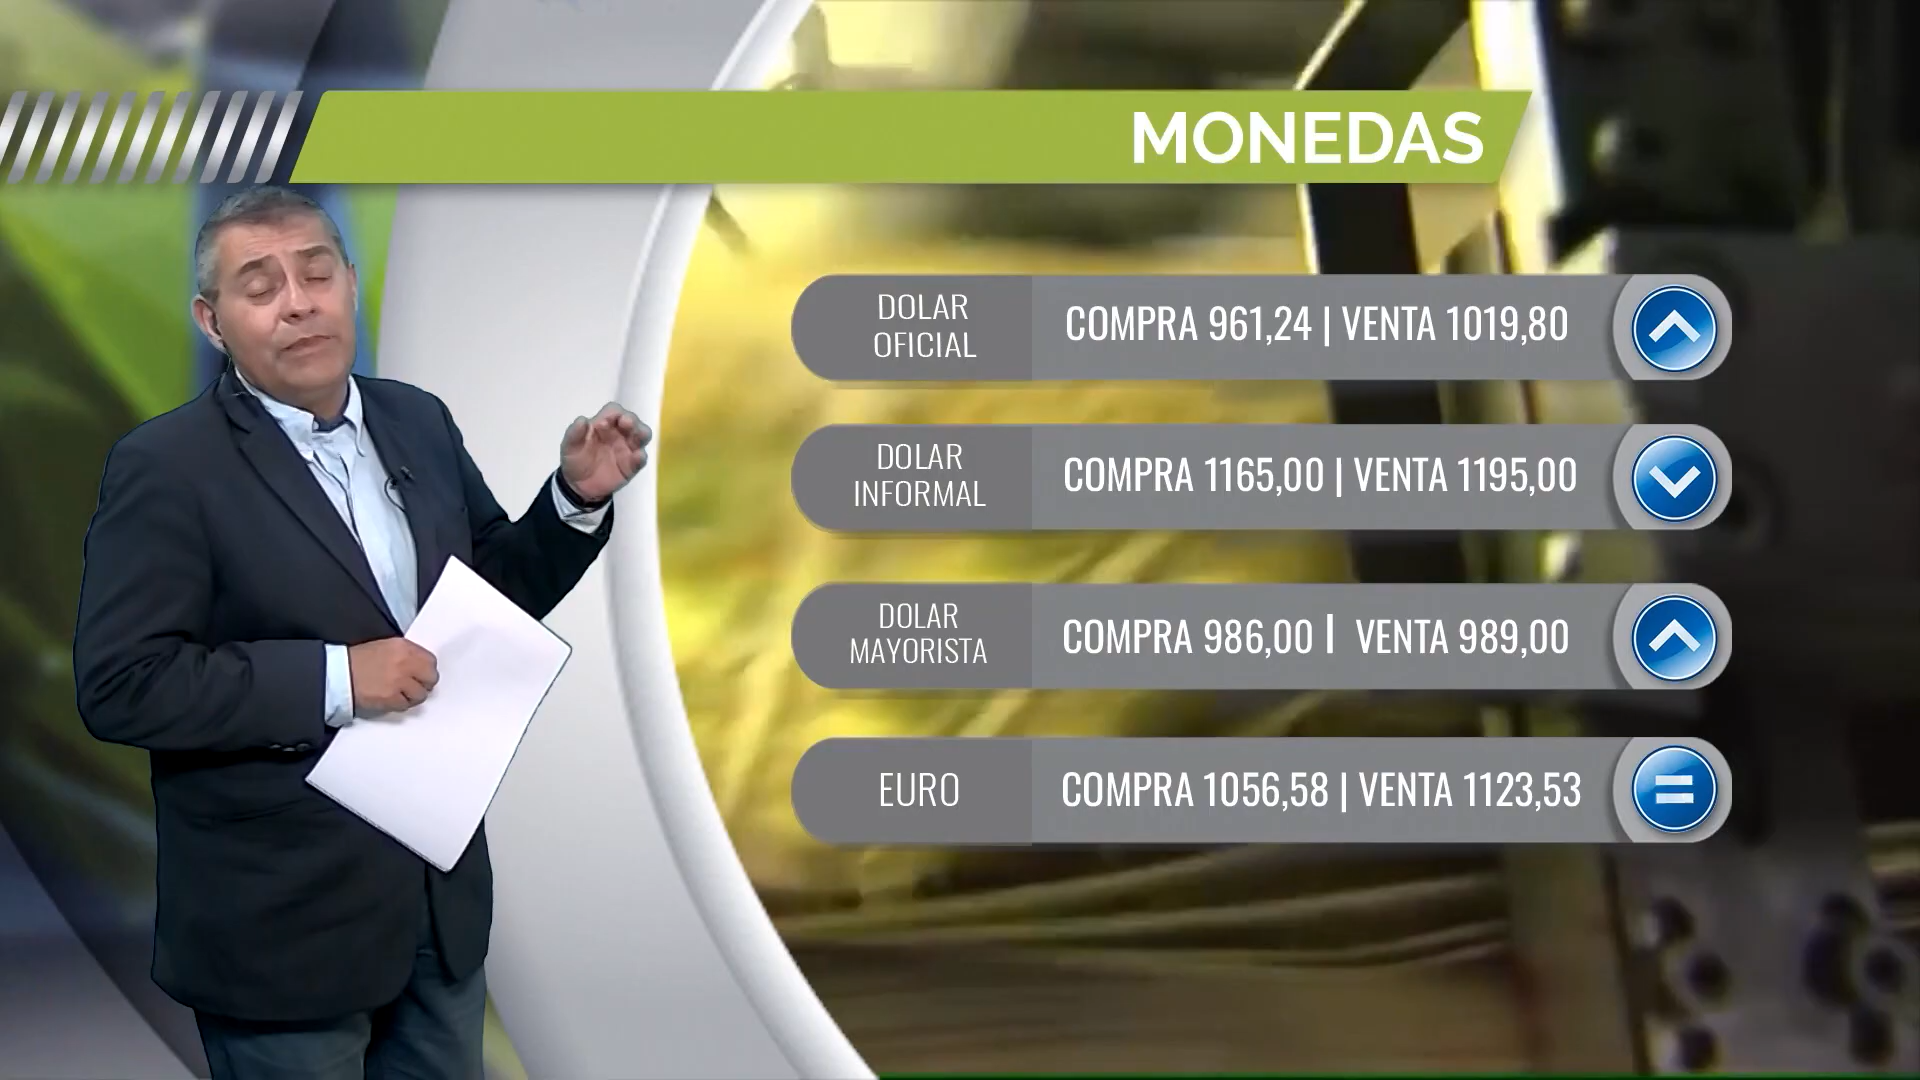 MONEDAS
DOLAR
OFICIAL
COMPRA 961,24 | VENTA 1019,80
DOLAR
INFORMAL
COMPRA 1165,00 | VENTA 1195,00
DOLAR
MAYORISTA
COMPRA 986,00 | VENTA 989,00
EURO
COMPRA 1056,58 | VENTA 1123,53